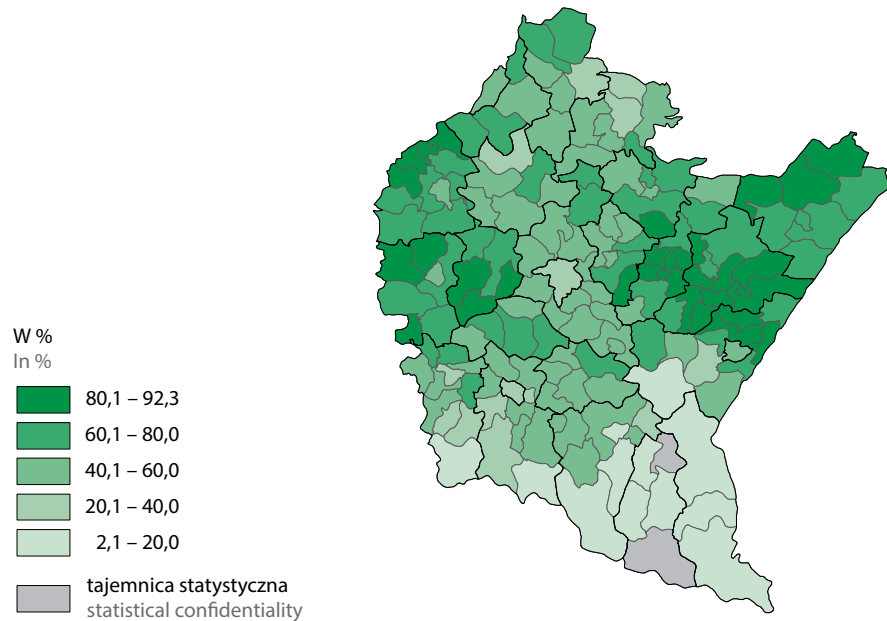 W %
In %
80,1 – 92,3
60,1 – 80,0
40,1 – 60,0
20,1 – 40,0
2,1 – 20,0
tajemnica statystyczna
statistical confidentiality